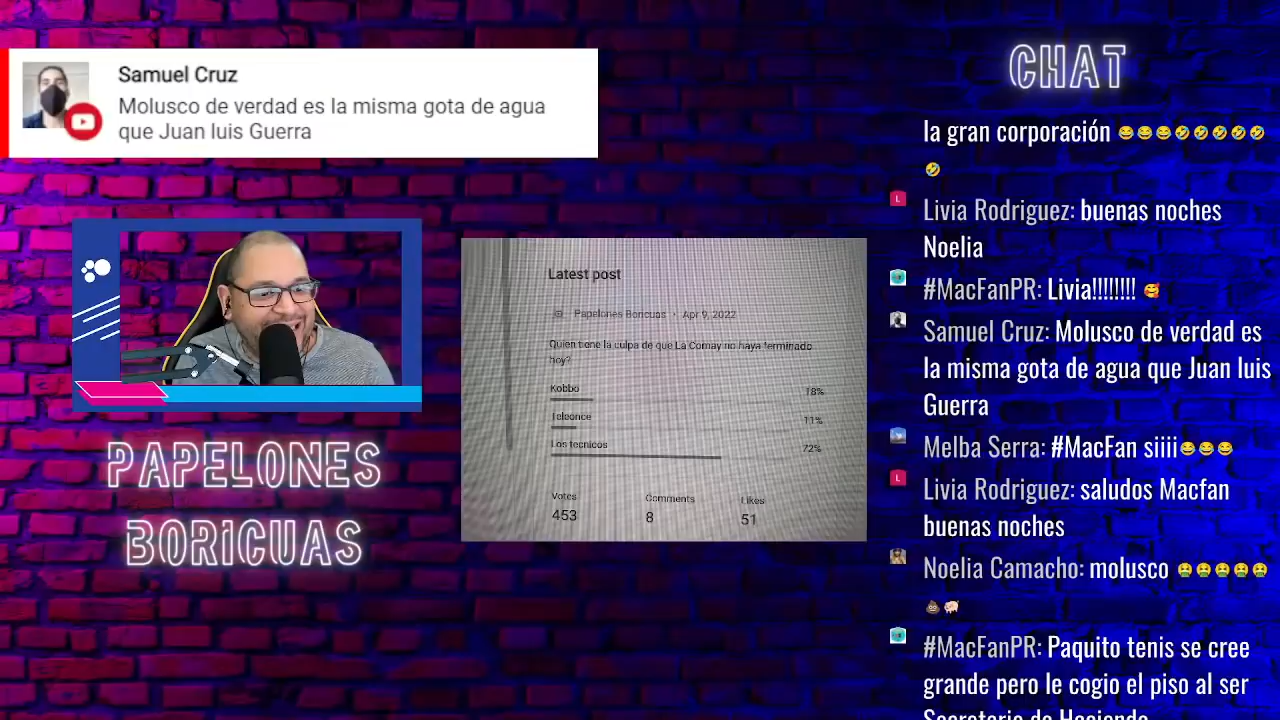 Samuel Cruz
Molusco de verdad es la misma gota de agua
que Juan luis Guerra
PAPELONES
BORICUAS
Latest post
Papelones Boricuas · Apr 9, 2022
Quien tiene la culpa de que La Comay no haya terminado
hoy?
Kobbo 18%
Teleonce 11%
Los tecnicos 72%
Votes Comments Likes
453 8 51
CHAT
la gran corporación 😂😂😂🤣🤣🤣🤣🤣
🤣
Livia Rodriguez: buenas noches
Noelia
#MacFanPR: Livia!!!!!!!! 🥰
Samuel Cruz: Molusco de verdad es
la misma gota de agua que Juan luis
Guerra
Melba Serra: #MacFan siiii😂😂😂
Livia Rodriguez: saludos Macfan
buenas noches
Noelia Camacho: molusco 🤮🤮🤮🤮🤮
💩🐖
#MacFanPR: Paquito tenis se cree
grande pero le cogio el piso al ser
Secretario de Hacienda